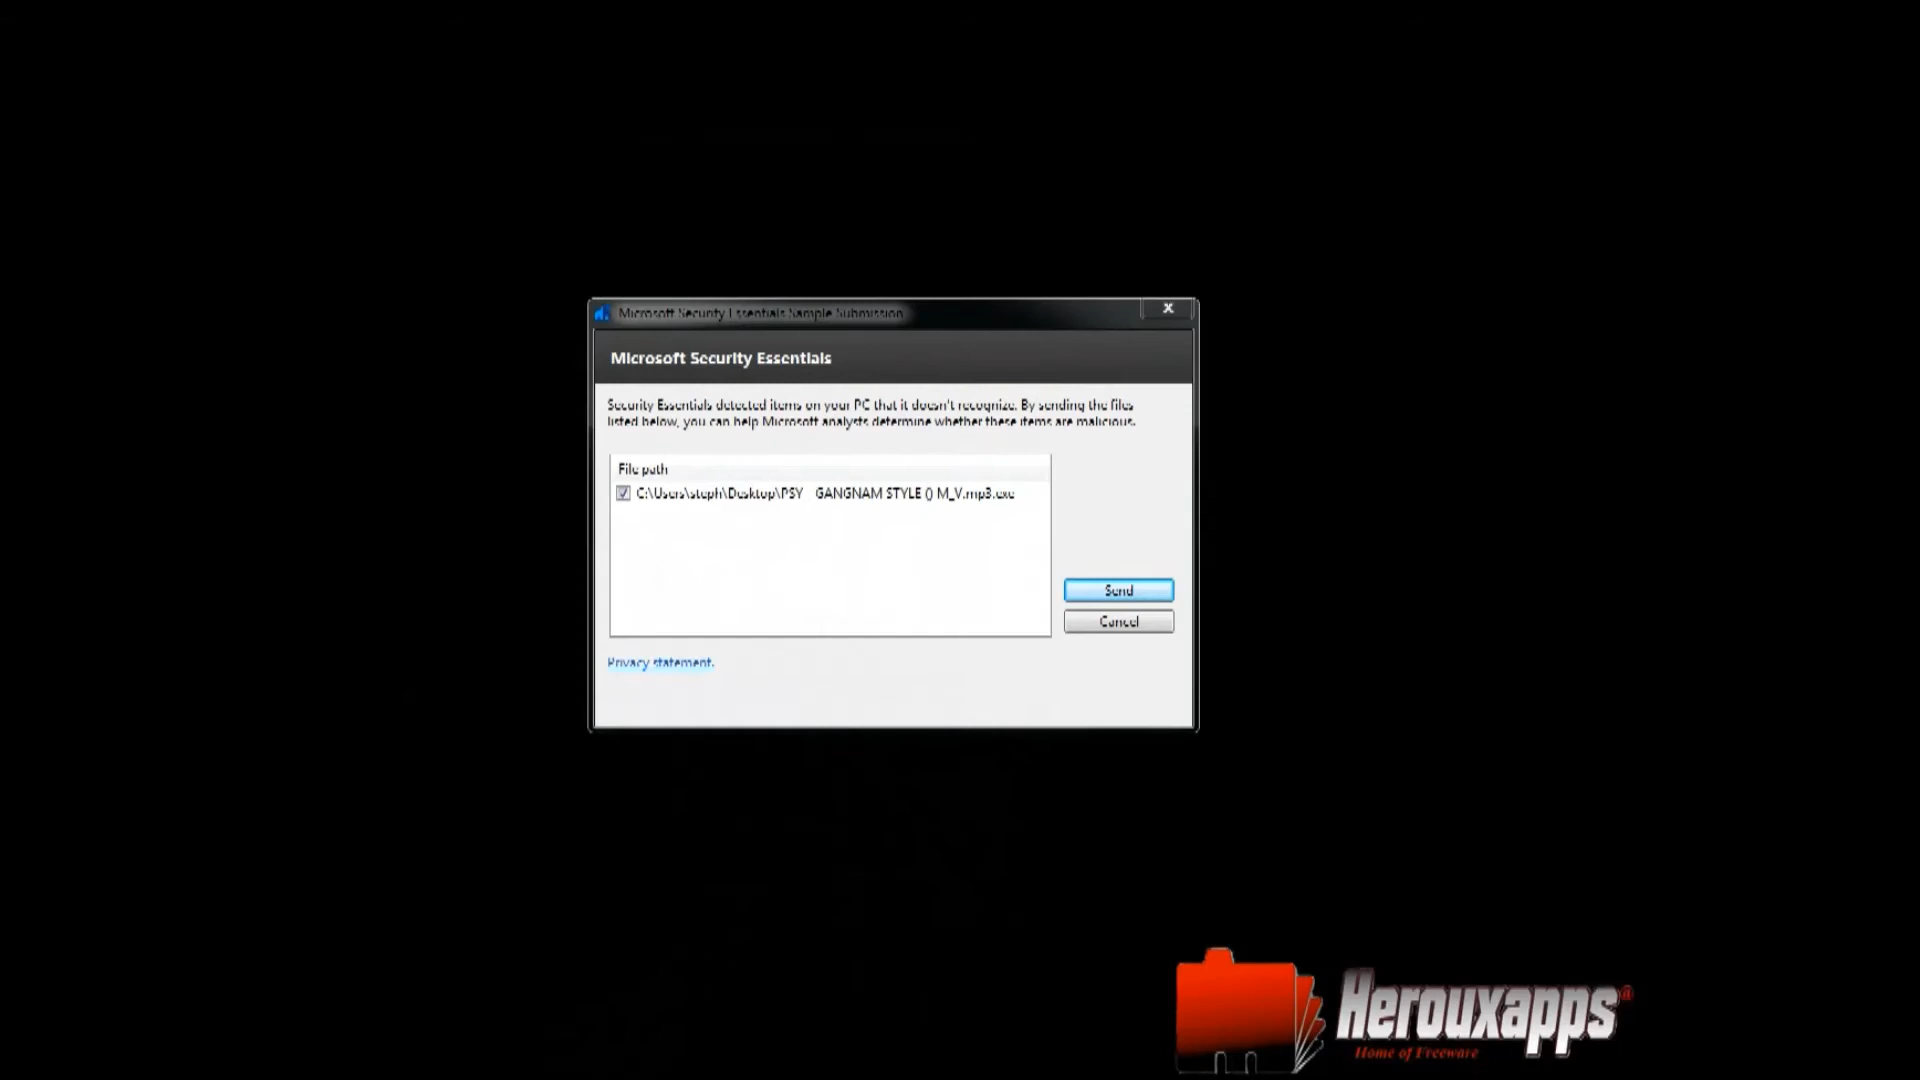 Microsoft Security Essentials Sample Submission
X
Microsoft Security Essentials
Security Essentials detected items on your PC that it doesn't recognize. By sending the files
listed below, you can help Microsoft analysts determine whether these items are malicious.
File path
C:\Users\steph\Desktop\PSY GANGNAM STYLE () M_V.mp3.exe
Send
Cancel
Privacy statement.
Herouxapps®
Home of Freeware